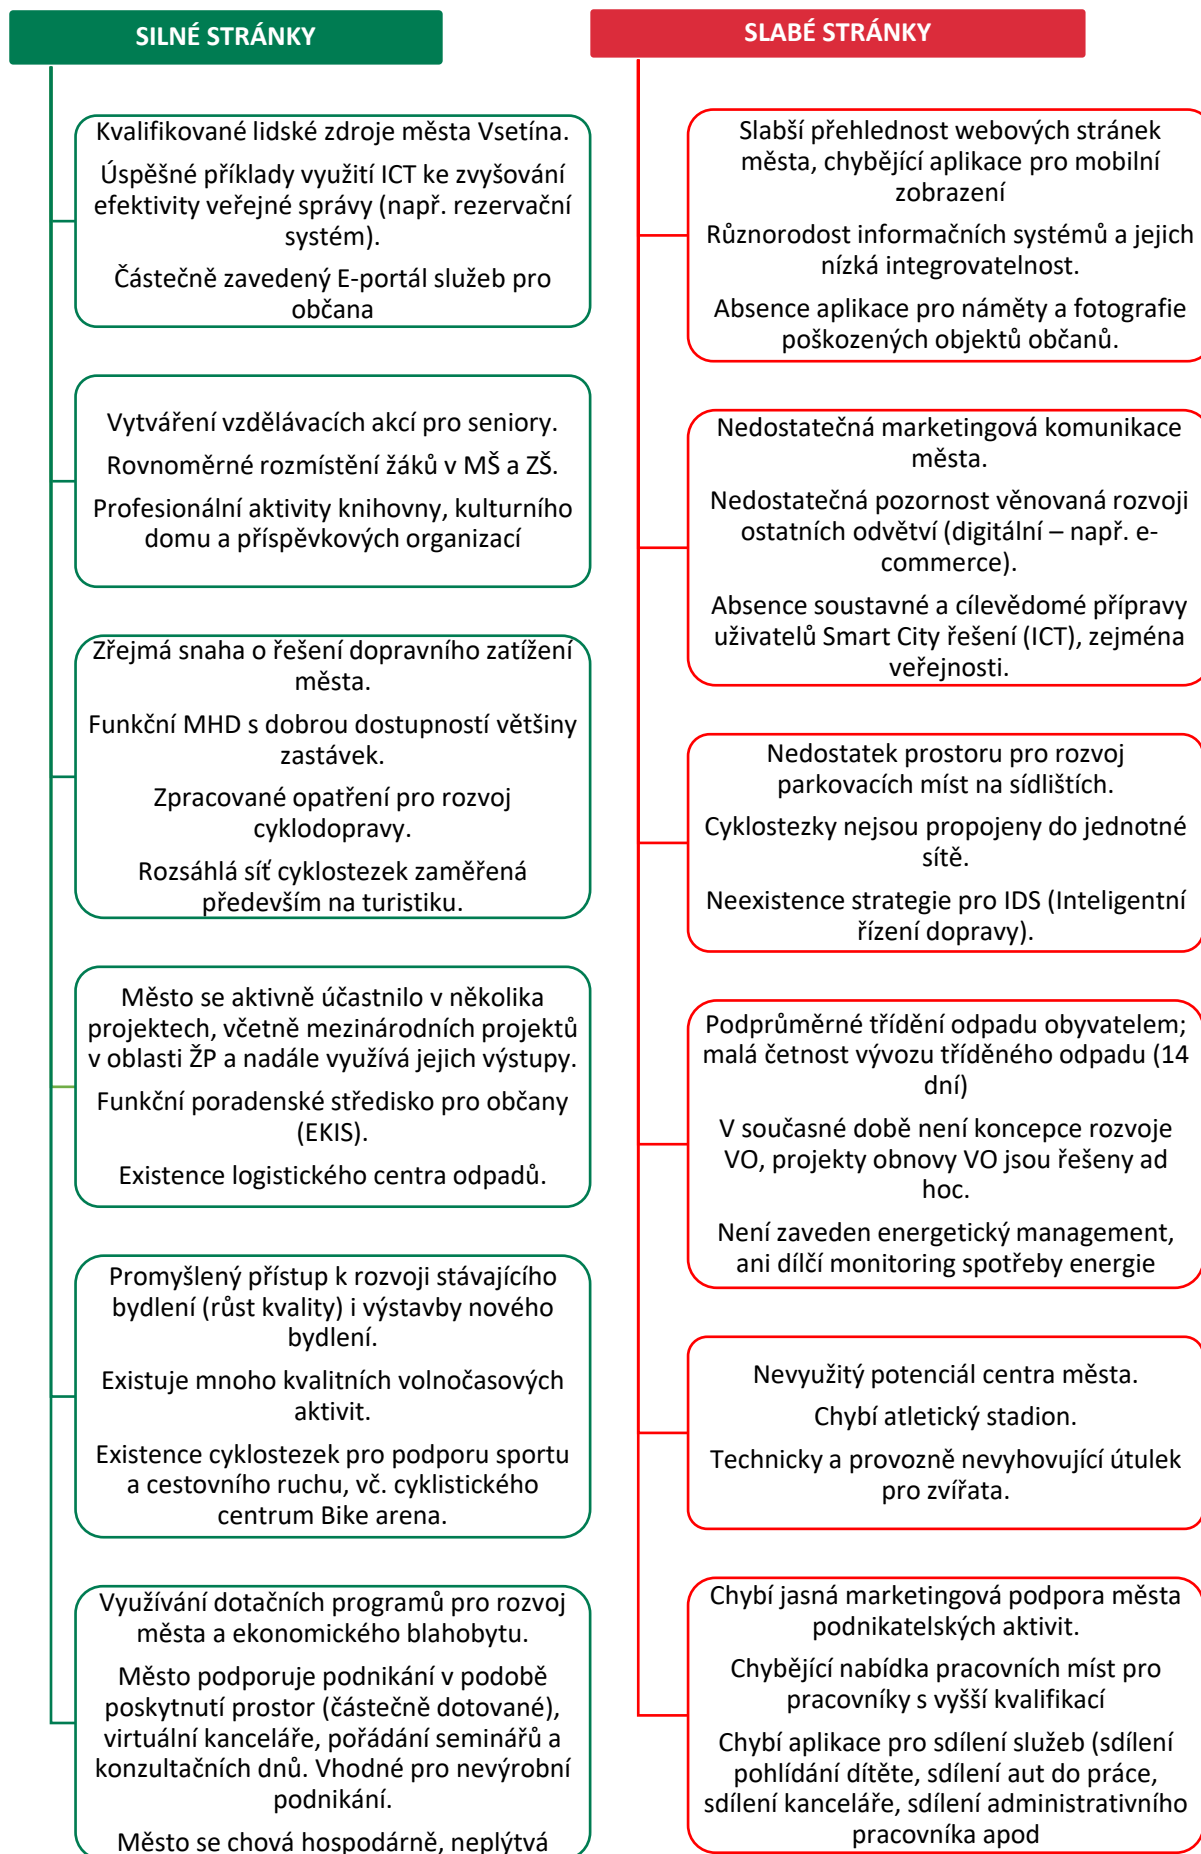 SILNÉ STRÁNKY
Kvalifikované lidské zdroje města Vsetína.
Úspěšné příklady využití ICT ke zvyšování
efektivity veřejné správy (např. rezervační
systém).
Částečně zavedený E-portál služeb pro
občana
Vytváření vzdělávacích akcí pro seniory.
Rovnoměrné rozmístění žáků v MŠ a ZŠ.
Profesionální aktivity knihovny, kulturního
domu a příspěvkových organizací
Zřejmá snaha o řešení dopravního zatížení
města.
Funkční MHD s dobrou dostupností většiny
zastávek.
Zpracované opatření pro rozvoj
cyklodopravy.
Rozsáhlá síť cyklostezek zaměřená
především na turistiku.
Město se aktivně účastnilo v několika
projektech, včetně mezinárodních projektů
v oblasti ŽP a nadále využívá jejich výstupy.
Funkční poradenské středisko pro občany
(EKIS).
Existence logistického centra odpadů.
Promyšlený přístup k rozvoji stávajícího
bydlení (růst kvality) i výstavby nového
bydlení.
Existuje mnoho kvalitních volnočasových
aktivit.
Existence cyklostezek pro podporu sportu
a cestovního ruchu, vč. cyklistického
centrum Bike arena.
Využívání dotačních programů pro rozvoj
města a ekonomického blahobytu.
Město podporuje podnikání v podobě
poskytnutí prostor (částečně dotované),
virtuální kanceláře, pořádání seminářů a
konzultačních dnů. Vhodné pro nevýrobní
podnikání.
Město se chová hospodárně, neplýtvá
SLABÉ STRÁNKY
Slabší přehlednost webových stránek
města, chybějící aplikace pro mobilní
zobrazení
Různorodost informačních systémů a jejich
nízká integrovatelnost.
Absence aplikace pro náměty a fotografie
poškozených objektů občanů.
Nedostatečná marketingová komunikace
města.
Nedostatečná pozornost věnovaná rozvoji
ostatních odvětví (digitální – např. e-
commerce).
Absence soustavné a cílevědomé přípravy
uživatelů Smart City řešení (ICT), zejména
veřejnosti.
Nedostatek prostoru pro rozvoj
parkovacích míst na sídlištích.
Cyklostezky nejsou propojeny do jednotné
sítě.
Neexistence strategie pro IDS (Inteligentní
řízení dopravy).
Podprůměrné třídění odpadu obyvatelem;
malá četnost vývozu tříděného odpadu (14
dní)
V současné době není koncepce rozvoje
VO, projekty obnovy VO jsou řešeny ad
hoc.
Není zaveden energetický management,
ani dílčí monitoring spotřeby energie
Nevyužitý potenciál centra města.
Chybí atletický stadion.
Technicky a provozně nevyhovující útulek
pro zvířata.
Chybí jasná marketingová podpora města
podnikatelských aktivit.
Chybějící nabídka pracovních míst pro
pracovníky s vyšší kvalifikací
Chybí aplikace pro sdílení služeb (sdílení
pohlídání dítěte, sdílení aut do práce,
sdílení kanceláře, sdílení administrativního
pracovníka apod